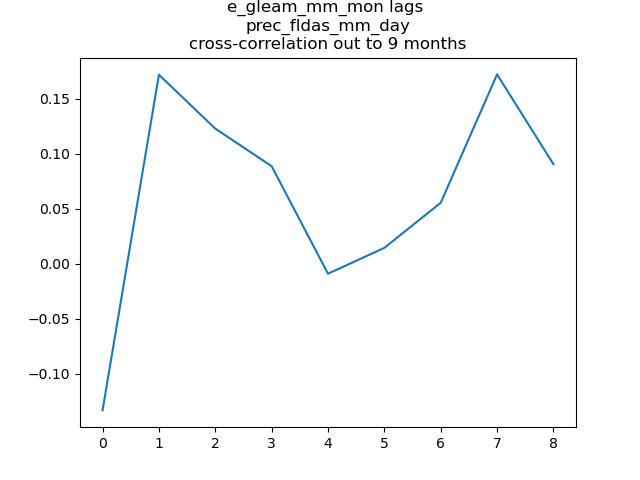 e_gleam_mm_mon lags
prec_fldas_mm_day
cross-correlation out to 9 months
0.15
0.10
0.05
0.00
−0.05
−0.10
0 1 2 3 4 5 6 7 8